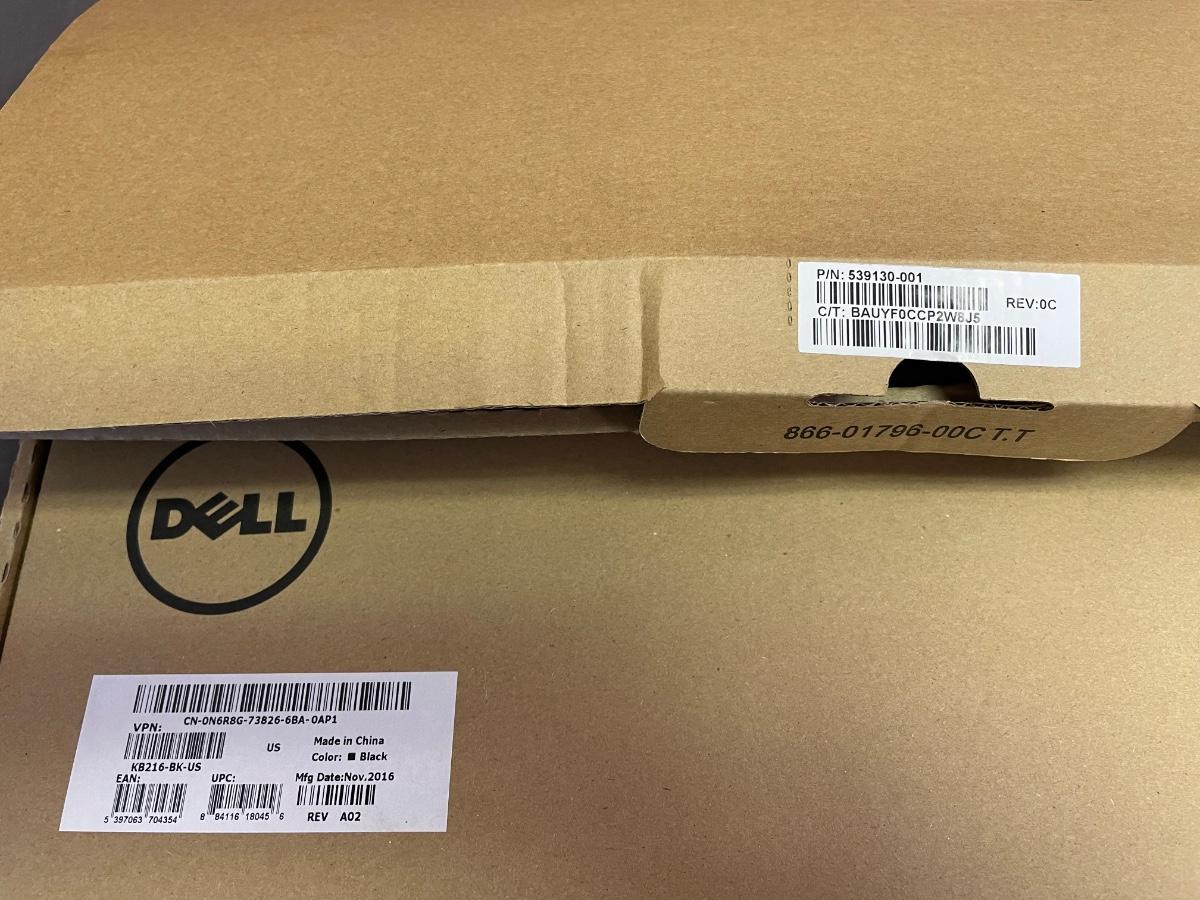 P/N: 539130-001
REV:0C
C/T: BAUYF0CCP2W8J5
866-01796-00C T.T
DELL
CN-0N6R8G-73826-6BA-0AP1
VPN:
KB216-BK-US
US
Made in China
Color: ■ Black
EAN:
5 397063 704354
UPC:
8 84116 18045 6
Mfg Date:Nov.2016
REV A02